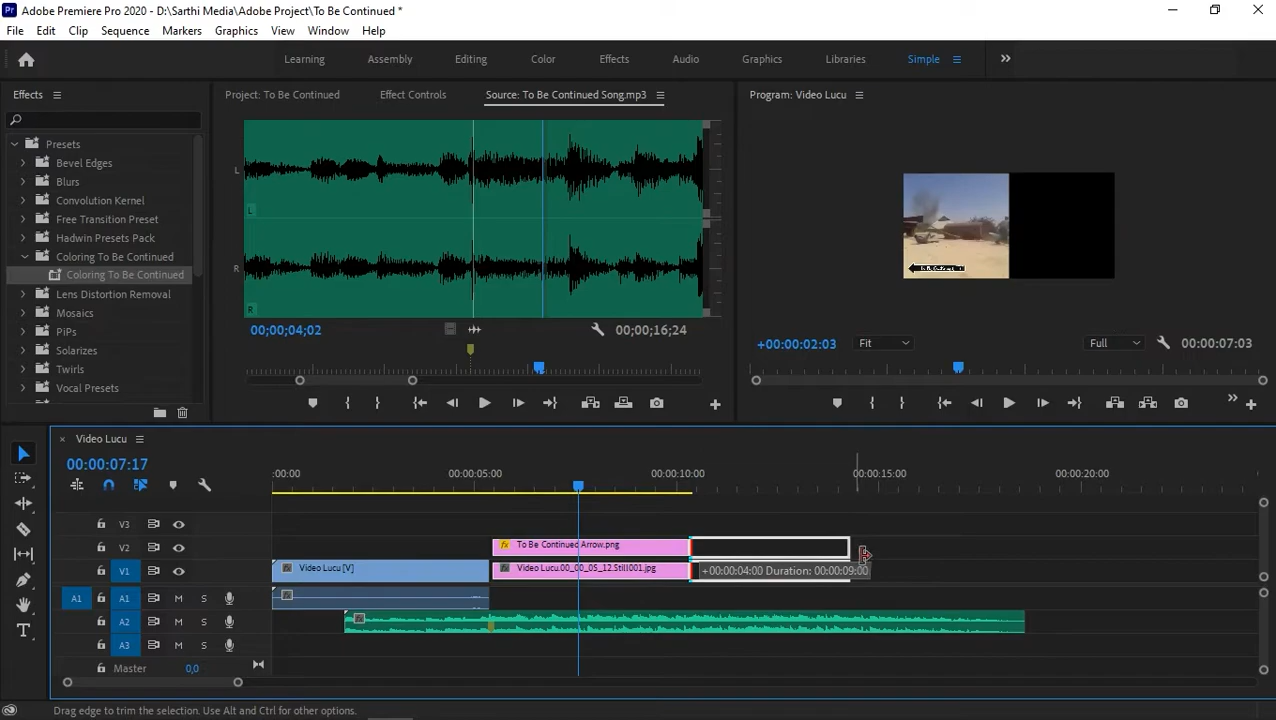 Pr Adobe Premiere Pro 2020 - D:\Sarthi Media\Adobe Project\To Be Continued *
File Edit Clip Sequence Markers Graphics View Window Help
Learning Assembly Editing Color Effects Audio Graphics Libraries Simple
Effects
Presets
Bevel Edges
Blurs
Convolution Kernel
Free Transition Preset
Hadwin Presets Pack
Coloring To Be Continued
Coloring To Be Continued
Lens Distortion Removal
Mosaics
PiPs
Solarizes
Twirls
Vocal Presets
Project: To Be Continued Effect Controls Source: To Be Continued Song.mp3
L
L
R
R
00;00;04;02 00;00;16;24
Program: Video Lucu
+00:00:02:03 Fit Full 00:00:07:03
Video Lucu
00:00:07:17
:00:00 00:00:05:00 00:00:10:00 00:00:15:00 00:00:20:00
V3
V2 To Be Continued Arrow.png
V1 Video Lucu [V] Video Lucu.00_00_05_12.Still001.jpg +00:00:04:00 Duration: 00:00:09:00
A1 A1 M S
A2 M S
A3 M S
Master 0,0
Drag edge to trim the selection. Use Alt and Ctrl for other options.